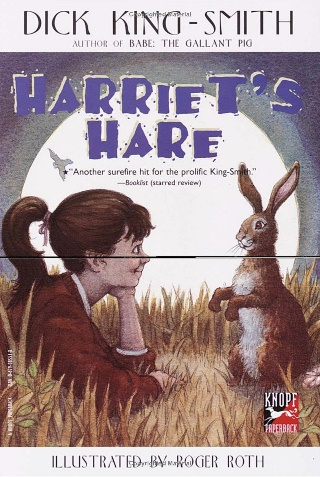 DICK KING-SMITH
AUTHOR OF BABE: THE GALLANT PIG
HARRIET'S
HARE
★"Another surefire hit for the prolific King-Smith."
—Booklist (starred review)
KNOPF
PAPERBACK
ILLUSTRATED BY ROGER ROTH